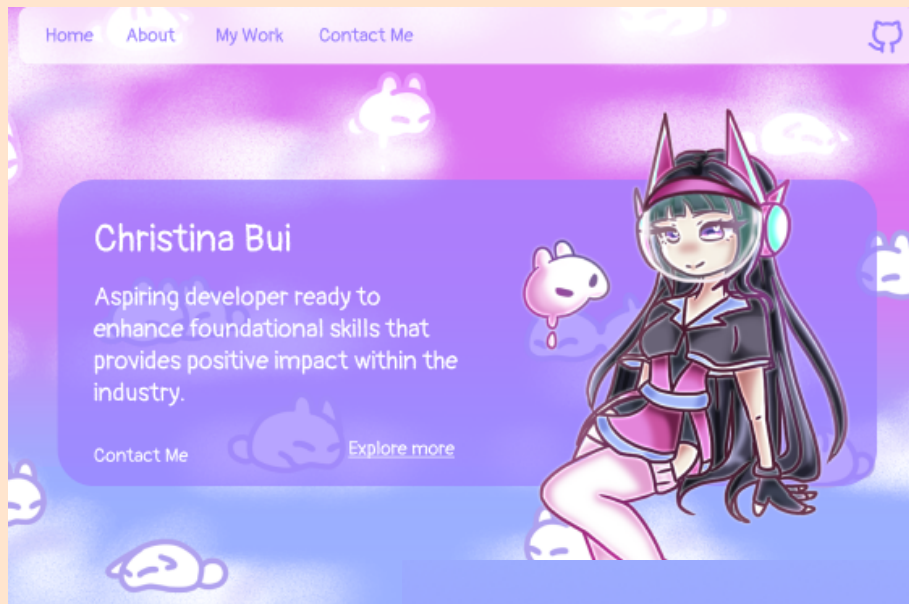 Home About My Work Contact Me
Christina Bui
Aspiring developer ready to
enhance foundational skills that
provides positive impact within the
industry.
Contact Me Explore more